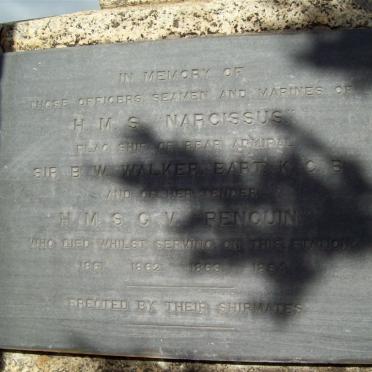 IN MEMORY OF
THOSE OFFICERS SEAMEN AND MARINES OF
H.M.S. "NARCISSUS"
FLAG SHIP OF REAR ADMIRAL
SIR B.W. WALKER, BART. K.C.B.
AND OF HER TENDER
H.M.S.G.V. "PENGUIN"
WHO DIED WHILST SERVING ON THIS STATION
1861 1862 1863
ERECTED BY THEIR SHIPMATES